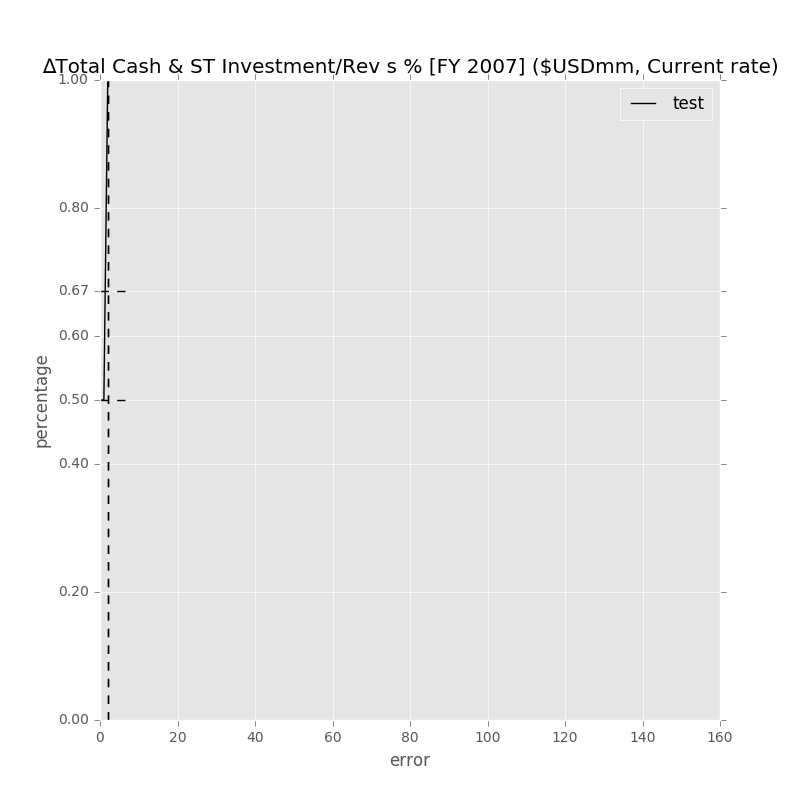 ΔTotal Cash & ST Investment/Rev s % [FY 2007] ($USDmm, Current rate)
1.00
test
0.80
0.67
0.60
percentage
0.50
0.40
0.20
0.00
0 20 40 60 80 100 120 140 160
error